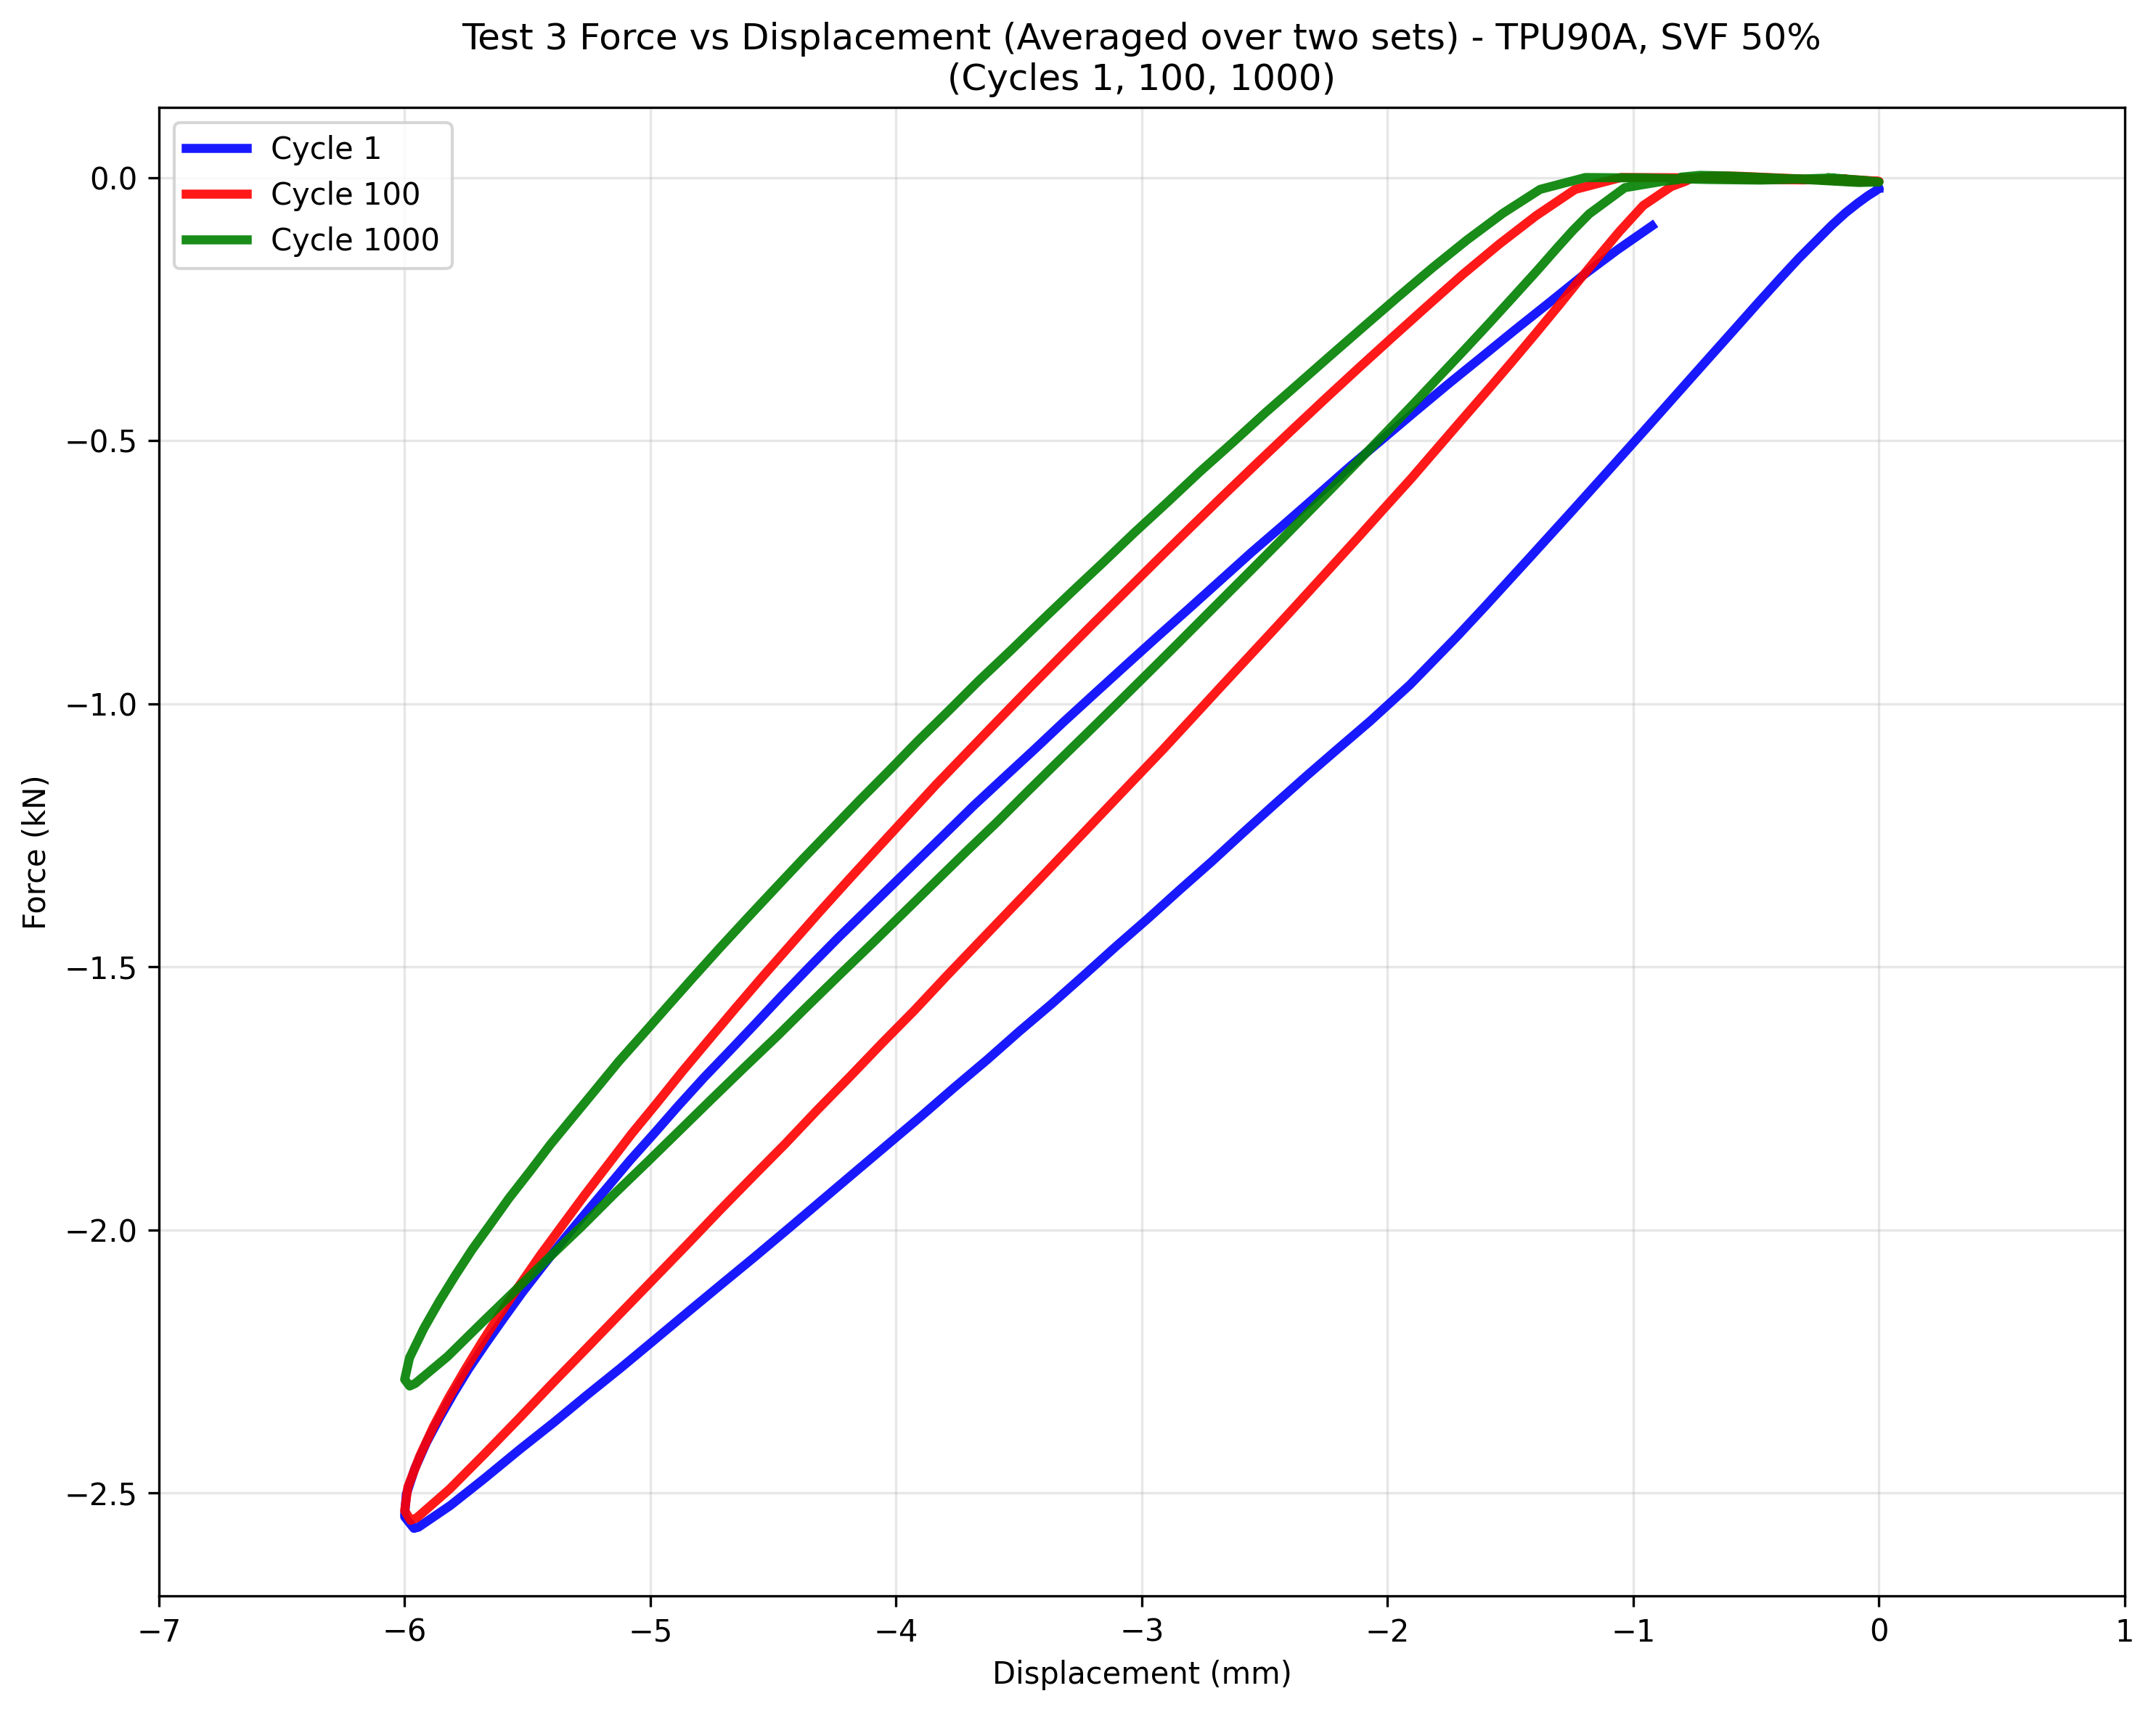 Test 3 Force vs Displacement (Averaged over two sets) - TPU90A, SVF 50%
(Cycles 1, 100, 1000)
Cycle 1
Cycle 100
Cycle 1000
0.0
−0.5
−1.0
−1.5
−2.0
−2.5
Force (kN)
−7 −6 −5 −4 −3 −2 −1 0 1
Displacement (mm)